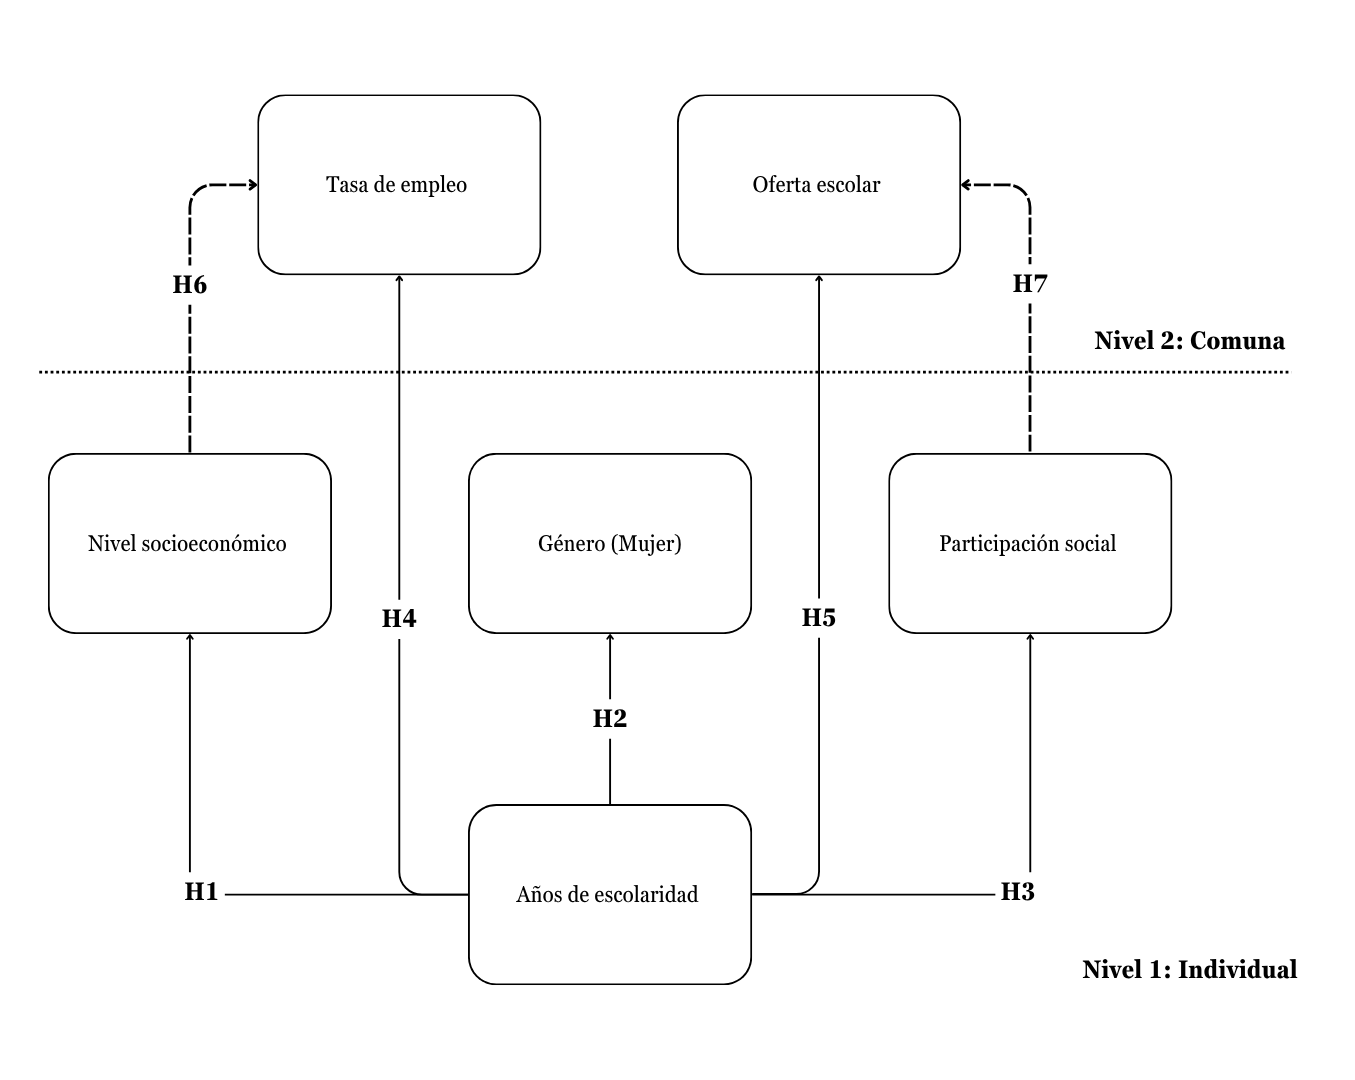 Tasa de empleo
Oferta escolar
H6
H7
Nivel 2: Comuna
Nivel socioeconómico
Género (Mujer)
Participación social
H4
H5
H2
H1
Años de escolaridad
H3
Nivel 1: Individual